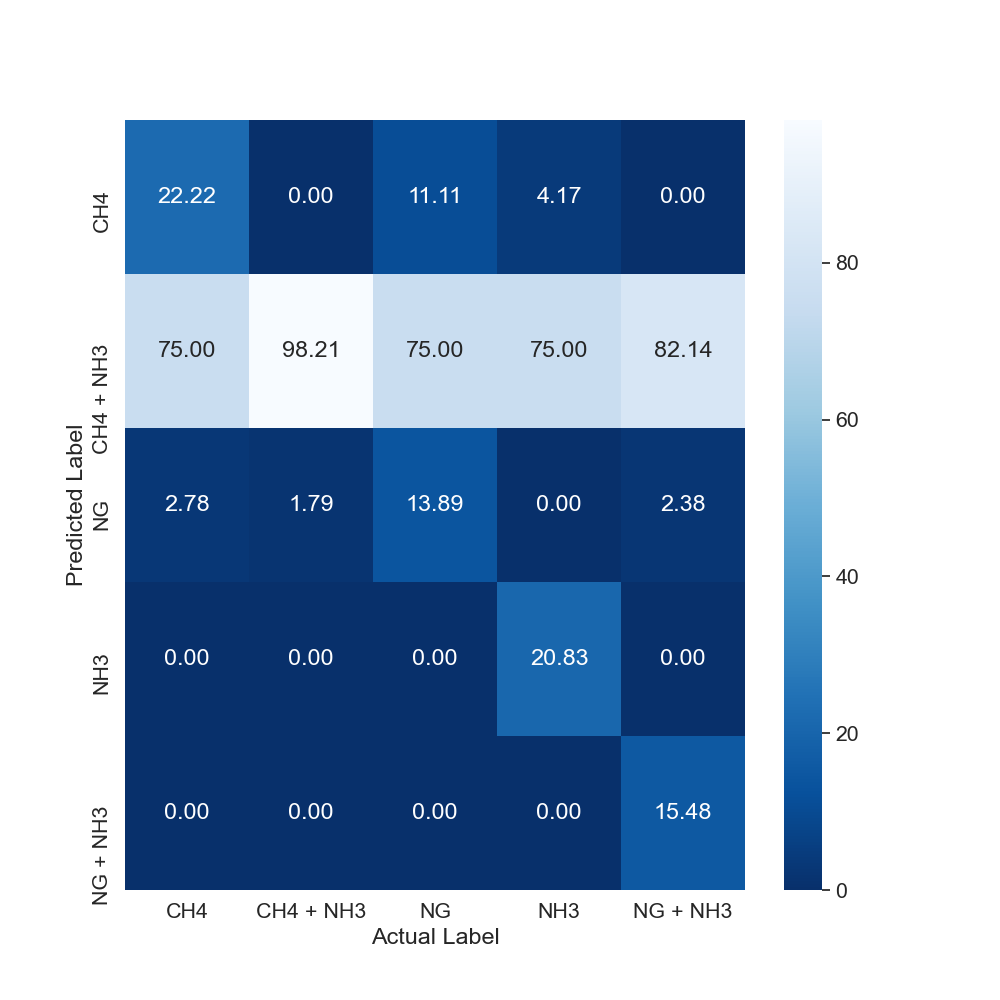 CH4
22.22 0.00 11.11 4.17 0.00
CH4 + NH3
75.00 98.21 75.00 75.00 82.14
NG
2.78 1.79 13.89 0.00 2.38
NH3
0.00 0.00 0.00 20.83 0.00
NG + NH3
0.00 0.00 0.00 0.00 15.48
Predicted Label
CH4 CH4 + NH3 NG NH3 NG + NH3
Actual Label
80
60
40
20
0